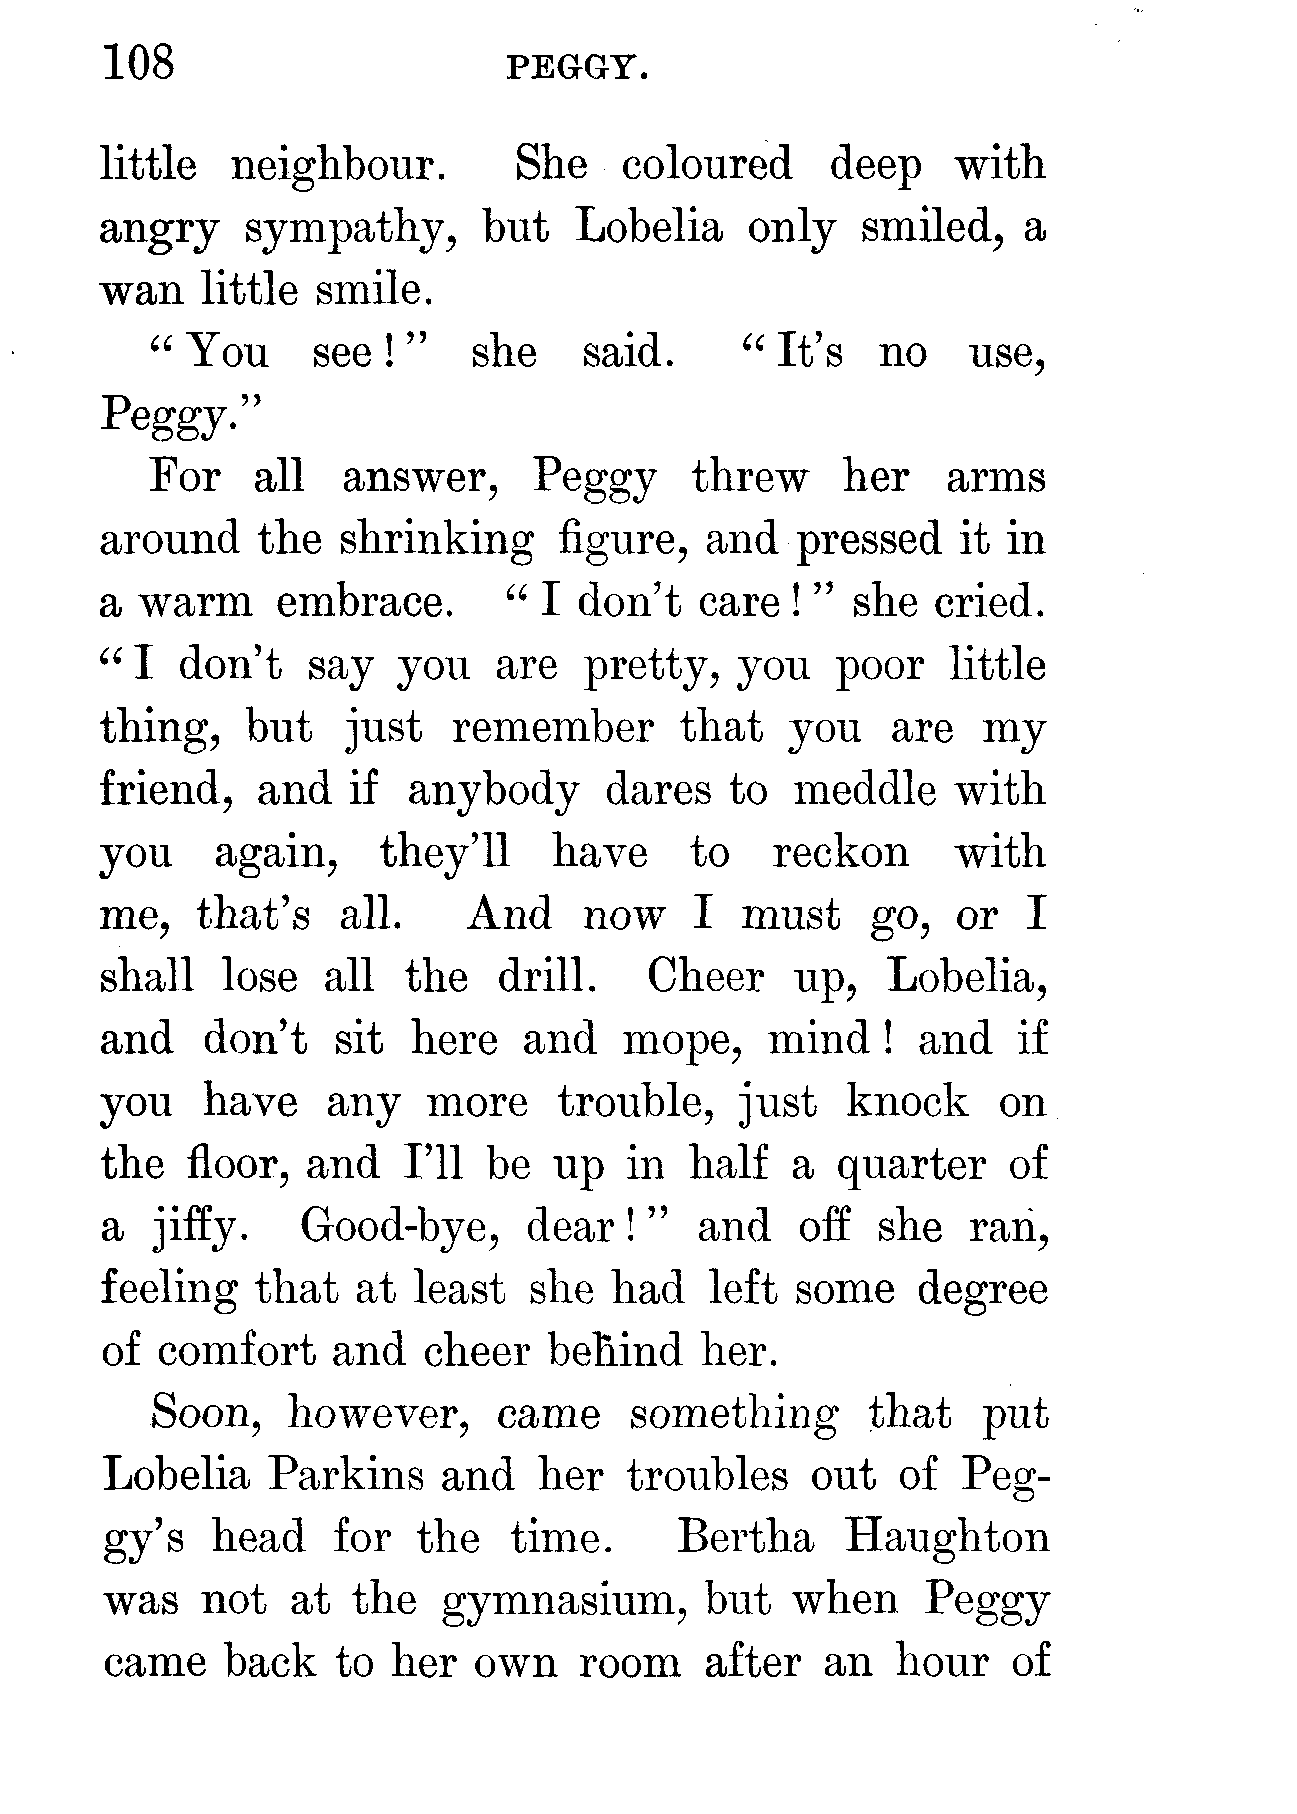 108 PEGGY.
little neighbour. She coloured deep with
angry sympathy, but Lobelia only smiled, a
wan little smile.
“You see!” she said. “It’s no use,
Peggy.”
For all answer, Peggy threw her arms
around the shrinking figure, and pressed it in
a warm embrace. “I don’t care!” she cried.
“I don’t say you are pretty, you poor little
thing, but just remember that you are my
friend, and if anybody dares to meddle with
you again, they’ll have to reckon with
me, that’s all. And now I must go, or I
shall lose all the drill. Cheer up, Lobelia,
and don’t sit here and mope, mind! and if
you have any more trouble, just knock on
the floor, and I’ll be up in half a quarter of
a jiffy. Good-bye, dear!” and off she ran,
feeling that at least she had left some degree
of comfort and cheer behind her.
Soon, however, came something that put
Lobelia Parkins and her troubles out of Peg-
gy’s head for the time. Bertha Haughton
was not at the gymnasium, but when Peggy
came back to her own room after an hour of